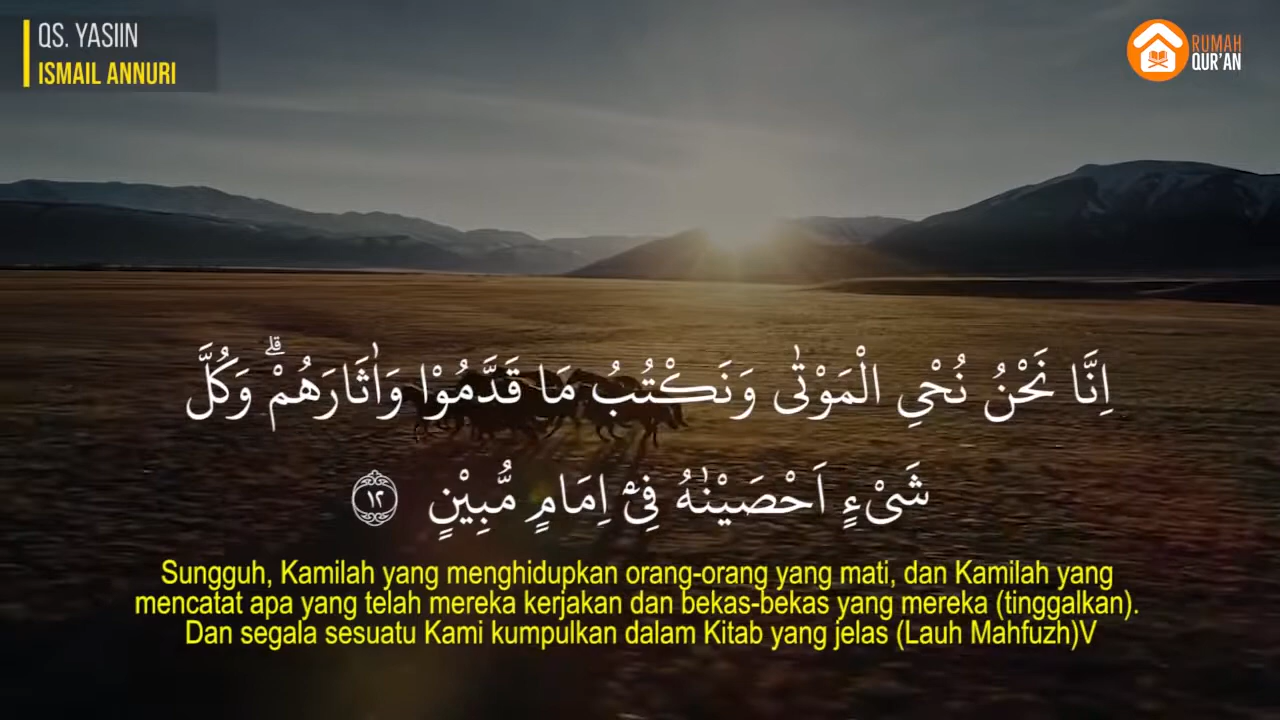 QS. YASIIN
ISMAIL ANNURI
RUMAH
QUR'AN
اِنَّا نَحْنُ نُحْيِ الْمَوْتٰى وَنَكْتُبُ مَا قَدَّمُوْا وَاٰثَارَهُمْۗ وَكُلَّ
شَيْءٍ اَحْصَيْنٰهُ فِيْٓ اِمَامٍ مُّبِيْنٍ ۝١٢
Sungguh, Kamilah yang menghidupkan orang-orang yang mati, dan Kamilah yang
mencatat apa yang telah mereka kerjakan dan bekas-bekas yang mereka (tinggalkan).
Dan segala sesuatu Kami kumpulkan dalam Kitab yang jelas (Lauh Mahfuzh)V